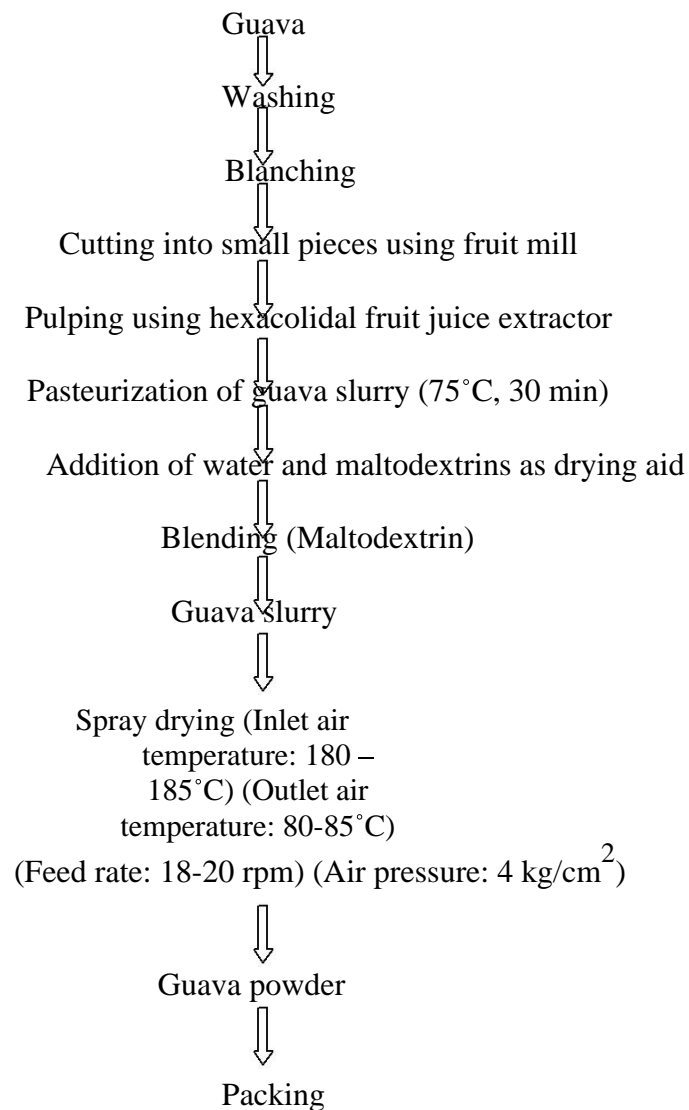 Guava
Washing
Blanching
Cutting into small pieces using fruit mill
Pulping using hexacolidal fruit juice extractor
Pasteurization of guava slurry (75˚C, 30 min)
Addition of water and maltodextrins as drying aid
Blending (Maltodextrin)
Guava slurry
Spray drying (Inlet air
temperature: 180 –
185˚C) (Outlet air
temperature: 80-85˚C)
(Feed rate: 18-20 rpm) (Air pressure: 4 kg/cm²)
Guava powder
Packing